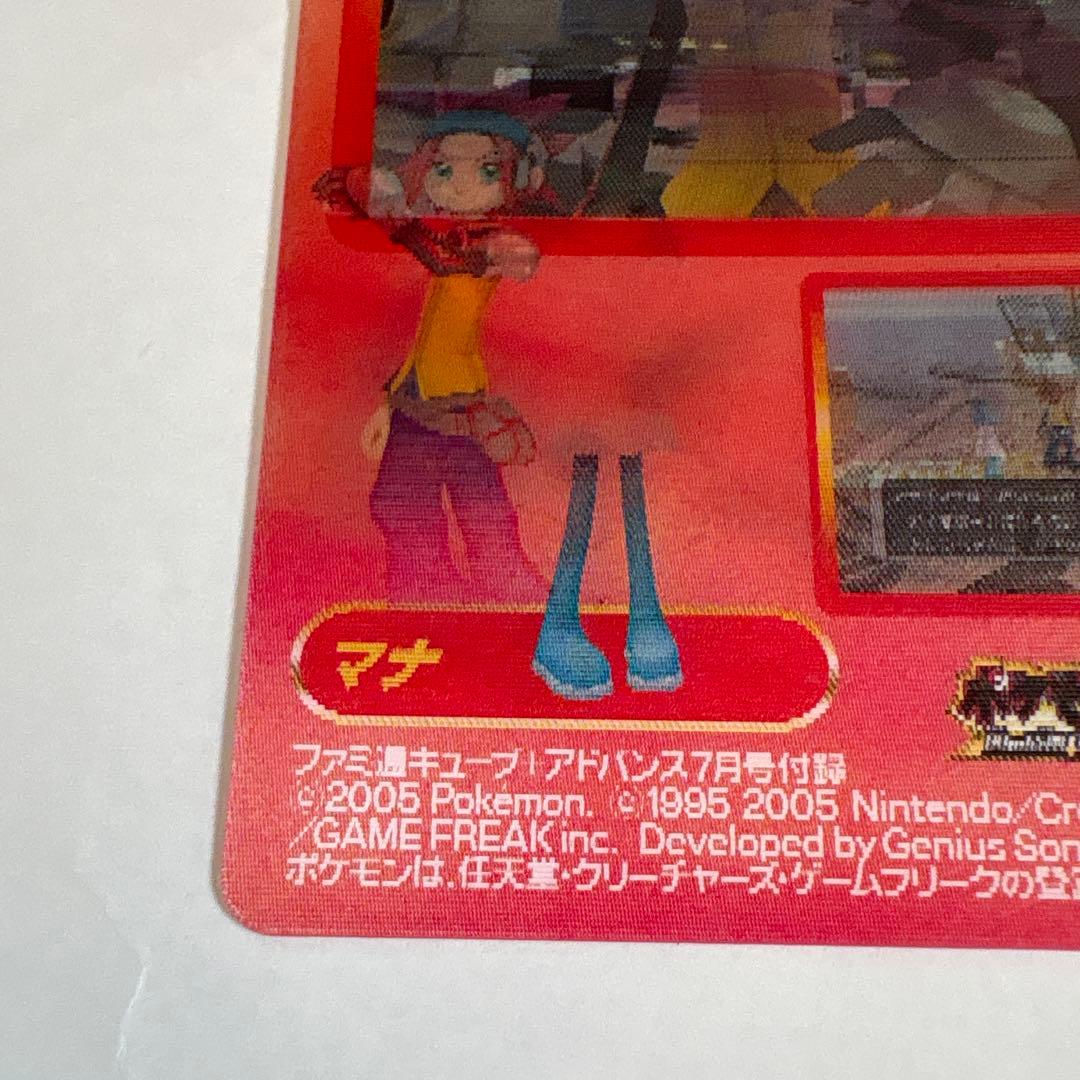 マナ
ファミ通キューブ+アドバンス7月号付録
©2005 Pokémon. ©1995 2005 Nintendo/Cr
/GAME FREAK inc. Developed by Genius Son
ポケモンは、任天堂・クリーチャーズ・ゲームフリークの登